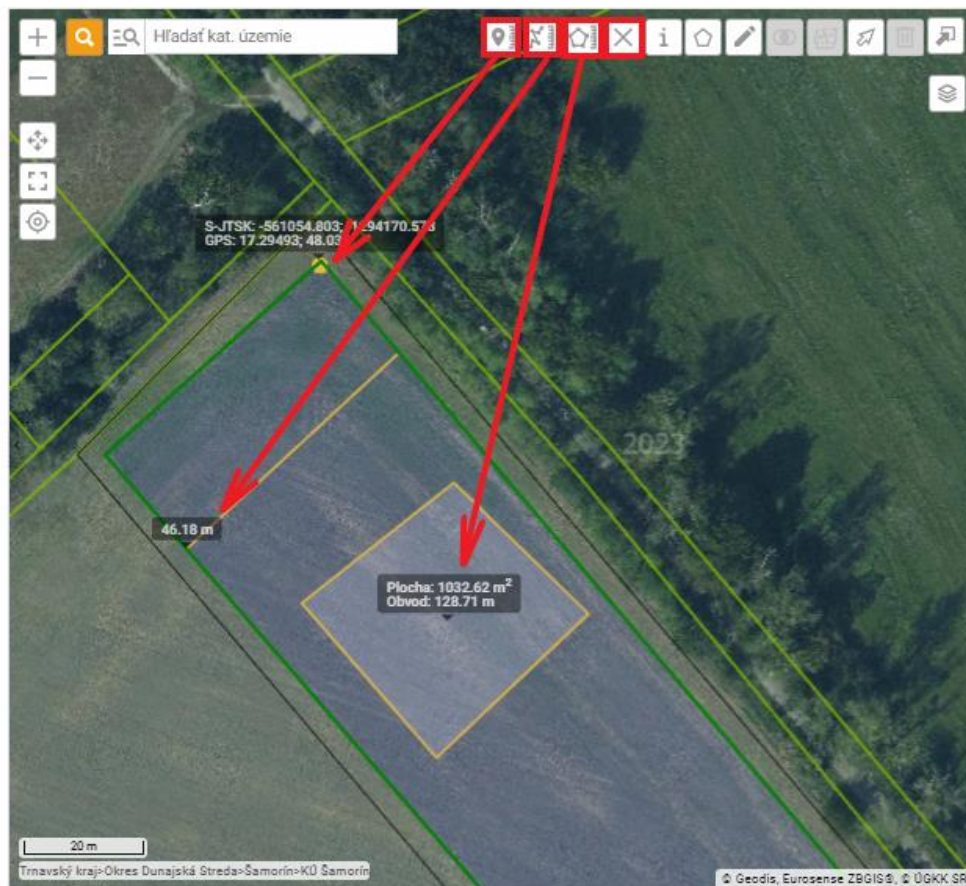 Hľadať kat. územie
i
S-JTSK: -561054.803;
GPS: 17.29493; 48.03
2023
46.18 m
Plocha: 1032.62 m²
Obvod: 128.71 m
20 m
Trnavský kraj>Okres Dunajská Streda>Šamorín>KÚ Šamorín
© Geodis, Eurosense ZBGIS®, © ÚGKK SR